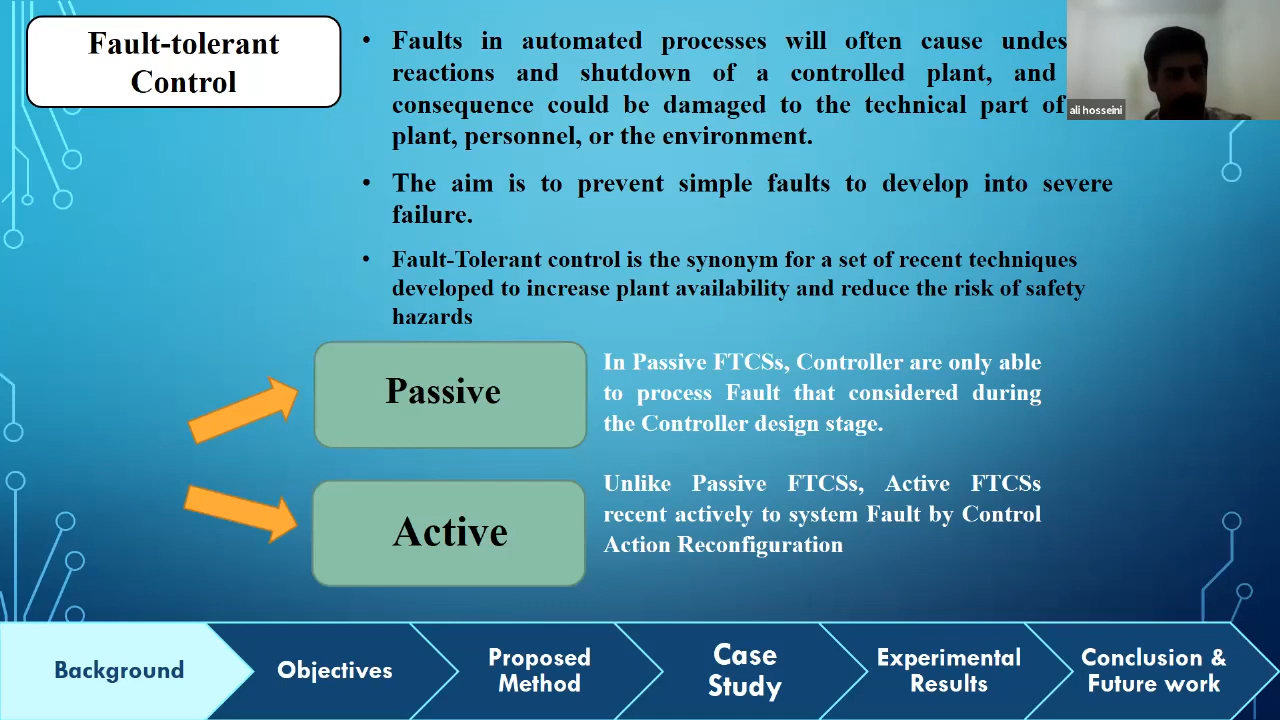 Fault-tolerant
Control
• Faults in automated processes will often cause
reactions and shutdown of a controlled plant, and
consequence could be damaged to the technical part of
plant, personnel, or the environment.
• The aim is to prevent simple faults to develop into severe
failure.
• Fault-Tolerant control is the synonym for a set of recent techniques
developed to increase plant availability and reduce the risk of safety
hazards
ali hosseini
Passive
In Passive FTCSs, Controller are only able
to process Fault that considered during
the Controller design stage.
Active
Unlike Passive FTCSs, Active FTCSs
recent actively to system Fault by Control
Action Reconfiguration
Background
Objectives
Proposed
Method
Case
Study
Experimental
Results
Conclusion &
Future work